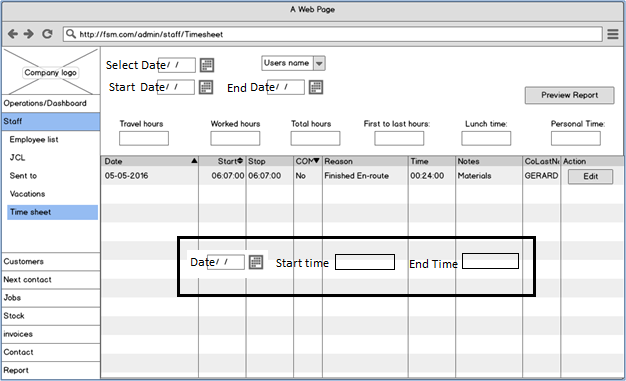 A Web Page
http://fsm.com/admin/staff/Timesheet
Company logo
Select Date / /
Users name
Start Date / /
End Date / /
Preview Report
Operations/Dashboard
Staff
Employee list
JCL
Sent to
Vacations
Time sheet
Customers
Next contact
Jobs
Stock
invoices
Contact
Report
Travel hours
Worked hours
Total hours
First to last hours:
Lunch time:
Personal Time:
Date Start Stop COM Reason Time Notes CoLastNa Action
05-05-2016 06:07:00 06:07:00 No Finished En-route 00:24:00 Materials GERARD Edit
Date / / Start time End Time